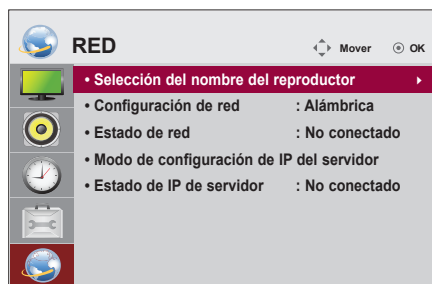 RED
Mover OK
• Selección del nombre del reproductor
• Configuración de red : Alámbrica
• Estado de red : No conectado
• Modo de configuración de IP del servidor
• Estado de IP de servidor : No conectado